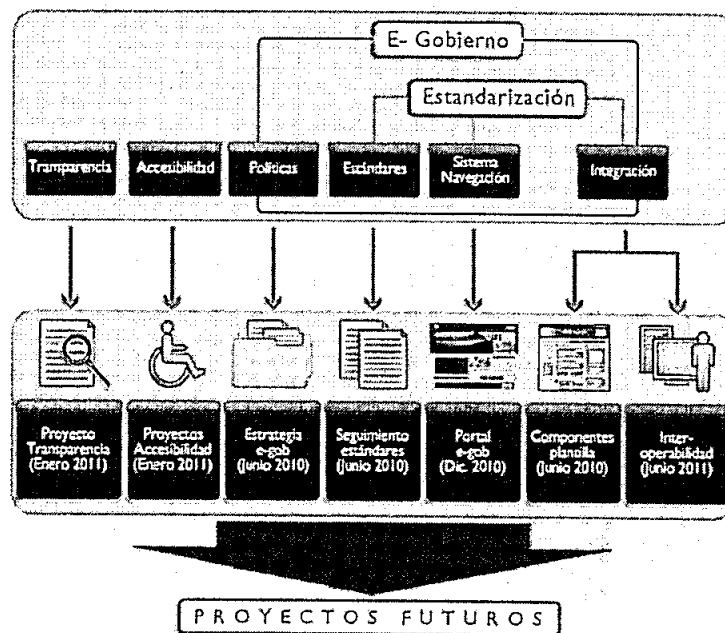 E- Gobierno
Estandarización
Transparencia
Accesibilidad
Políticas
Estándares
Sistema
Navegación
Integración
Proyecto
Transparencia
(Enero 2011)
Proyectos
Accesibilidad
(Enero 2011)
Estrategia
e-gob
(Junio 2010)
Seguimiento
estándares
(Junio 2010)
Portal
e-gob
(Dic. 2010)
Componentes
plantilla
(Junio 2010)
Inter-
operabilidad
(Junio 2011)
PROYECTOS FUTUROS